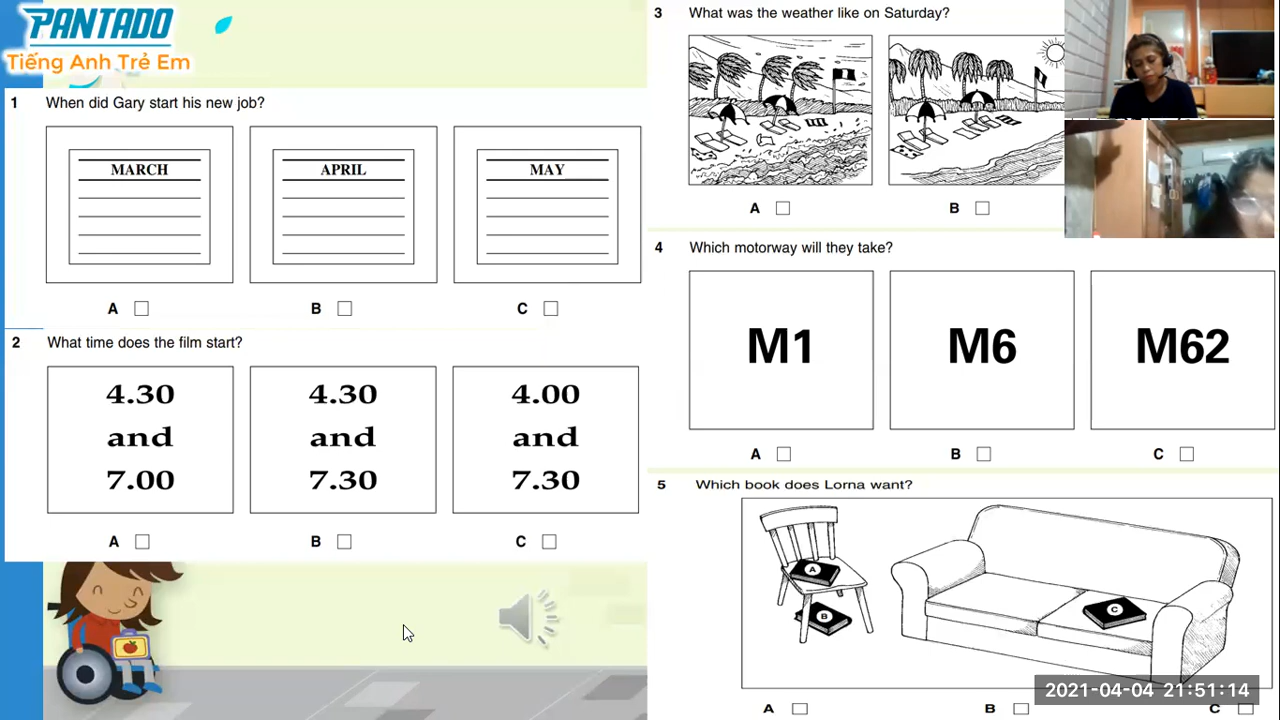 PANTADO
Tiếng Anh Trẻ Em
1 When did Gary start his new job?
MARCH
APRIL
MAY
A
B
C
2 What time does the film start?
4.30 and 7.00
4.30 and 7.30
4.00 and 7.30
A
B
C
3 What was the weather like on Saturday?
A
B
4 Which motorway will they take?
M1
M6
M62
A
B
C
5 Which book does Lorna want?
A
B
C
A
B
C
2021-04-04 21:51:14